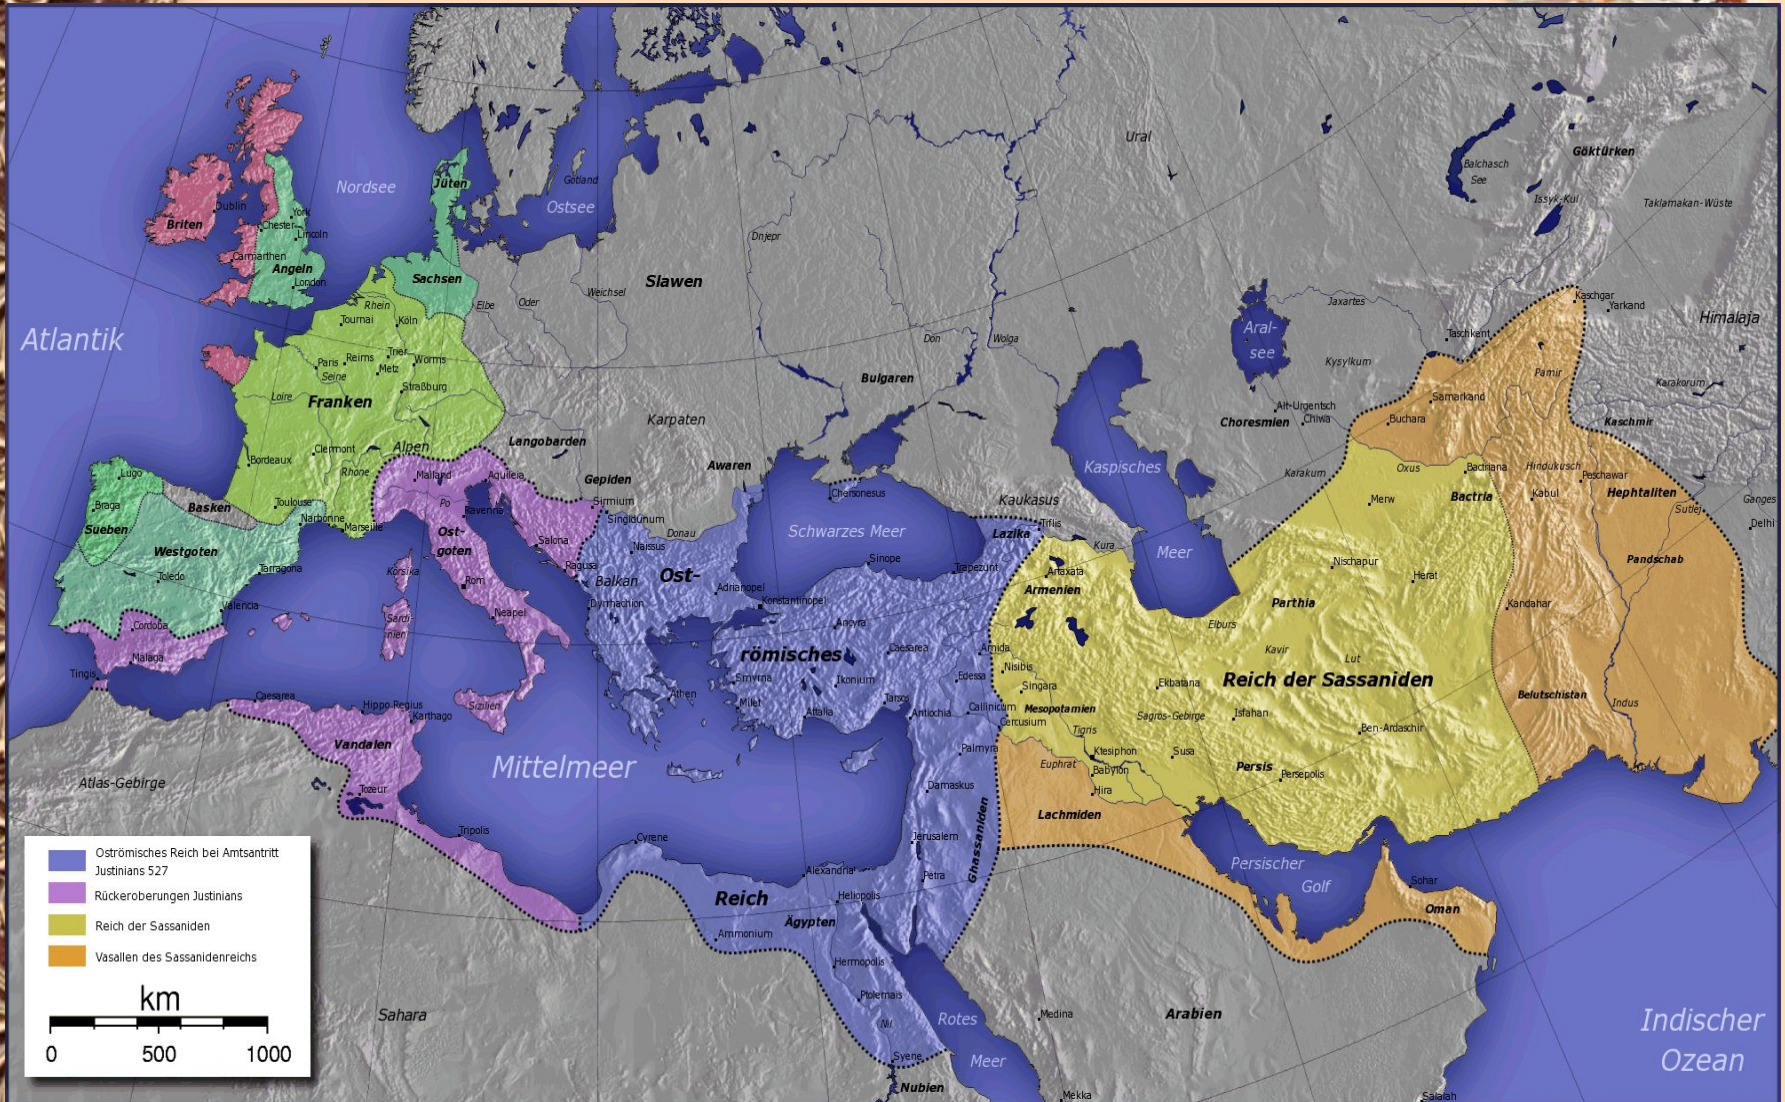 Atlantik
Nordsee
Ostsee
Gotland
Jüten
Dublin
Briten
York
Chester
Lincoln
Carmarthen
Angeln
London
Sachsen
Elbe
Oder
Weichsel
Slawen
Dnjepr
Don
Wolga
Ural
Bulgaren
Karpaten
Awaren
Rhein
Tournai
Köln
Paris
Reims
Trier
Worms
Metz
Seine
Straßburg
Loire
Franken
Clermont
Bordeaux
Rhone
Alpen
Langobarden
Gepiden
Toulouse
Narbonne
Marseille
Lugo
Braga
Sueben
Basken
Westgoten
Toledo
Tarragona
Valencia
Cordoba
Malaga
Tingis
Mailand
Aquileia
Po
Ravenna
Ost-
goten
Rom
Neapel
Korsika
Sardi-
nien
Sizilien
Salona
Ragusa
Sirmium
Singidunum
Donau
Naissus
Balkan
Dyrrhachion
Adrianopel
Konstantinopel
Athen
Ost-
römisches
Reich
Chersonesus
Schwarzes Meer
Sinope
Trapezunt
Ancyra
Caesarea
Smyrna
Ikonium
Milet
Attalia
Tarsos
Antiochia
Amida
Edessa
Callinicum
Palmyra
Damaskus
Jerusalem
Petra
Ghassaniden
Mittelmeer
Caesarea
Hippo Regius
Karthago
Vandalen
Tozeur
Tripolis
Cyrene
Alexandria
Heliopolis
Ägypten
Ammonium
Hermopolis
Ptolemais
Nil
Syene
Nubien
Atlas-Gebirge
Sahara
Rotes
Meer
Medina
Mekka
Arabien
Salalah
Kaukasus
Lazika
Tiflis
Kura
Artaxata
Armenien
Nisibis
Singara
Mesopotamien
Cercusium
Tigris
Euphrat
Ktesiphon
Babylon
Hira
Lachmiden
Susa
Sagros-Gebirge
Ekbatana
Isfahan
Persis
Persepolis
Ben-Ardaschir
Reich der Sassaniden
Elburs
Kavir
Lut
Parthia
Nischapur
Herat
Merw
Bactria
Bactriana
Oxus
Karakum
Kaspisches
Meer
Aral-
see
Jaxartes
Kysylkum
Alt-Urgentsch
Chiwa
Choresmien
Buchara
Samarkand
Taschkent
Pamir
Kaschgar
Yarkand
Himalaja
Karakorum
Kaschmir
Hindukusch
Peschawar
Kabul
Hephtaliten
Sutlej
Ganges
Delhi
Pandschab
Kandahar
Belutschistan
Indus
Göktürken
Balchasch
See
Issyk-Kul
Taklamakan-Wüste
Persischer
Golf
Sohar
Oman
Indischer
Ozean
Oströmisches Reich bei Amtsantritt
Justinians 527
Rückeroberungen Justinians
Reich der Sassaniden
Vasallen des Sassanidenreichs
km
0 500 1000